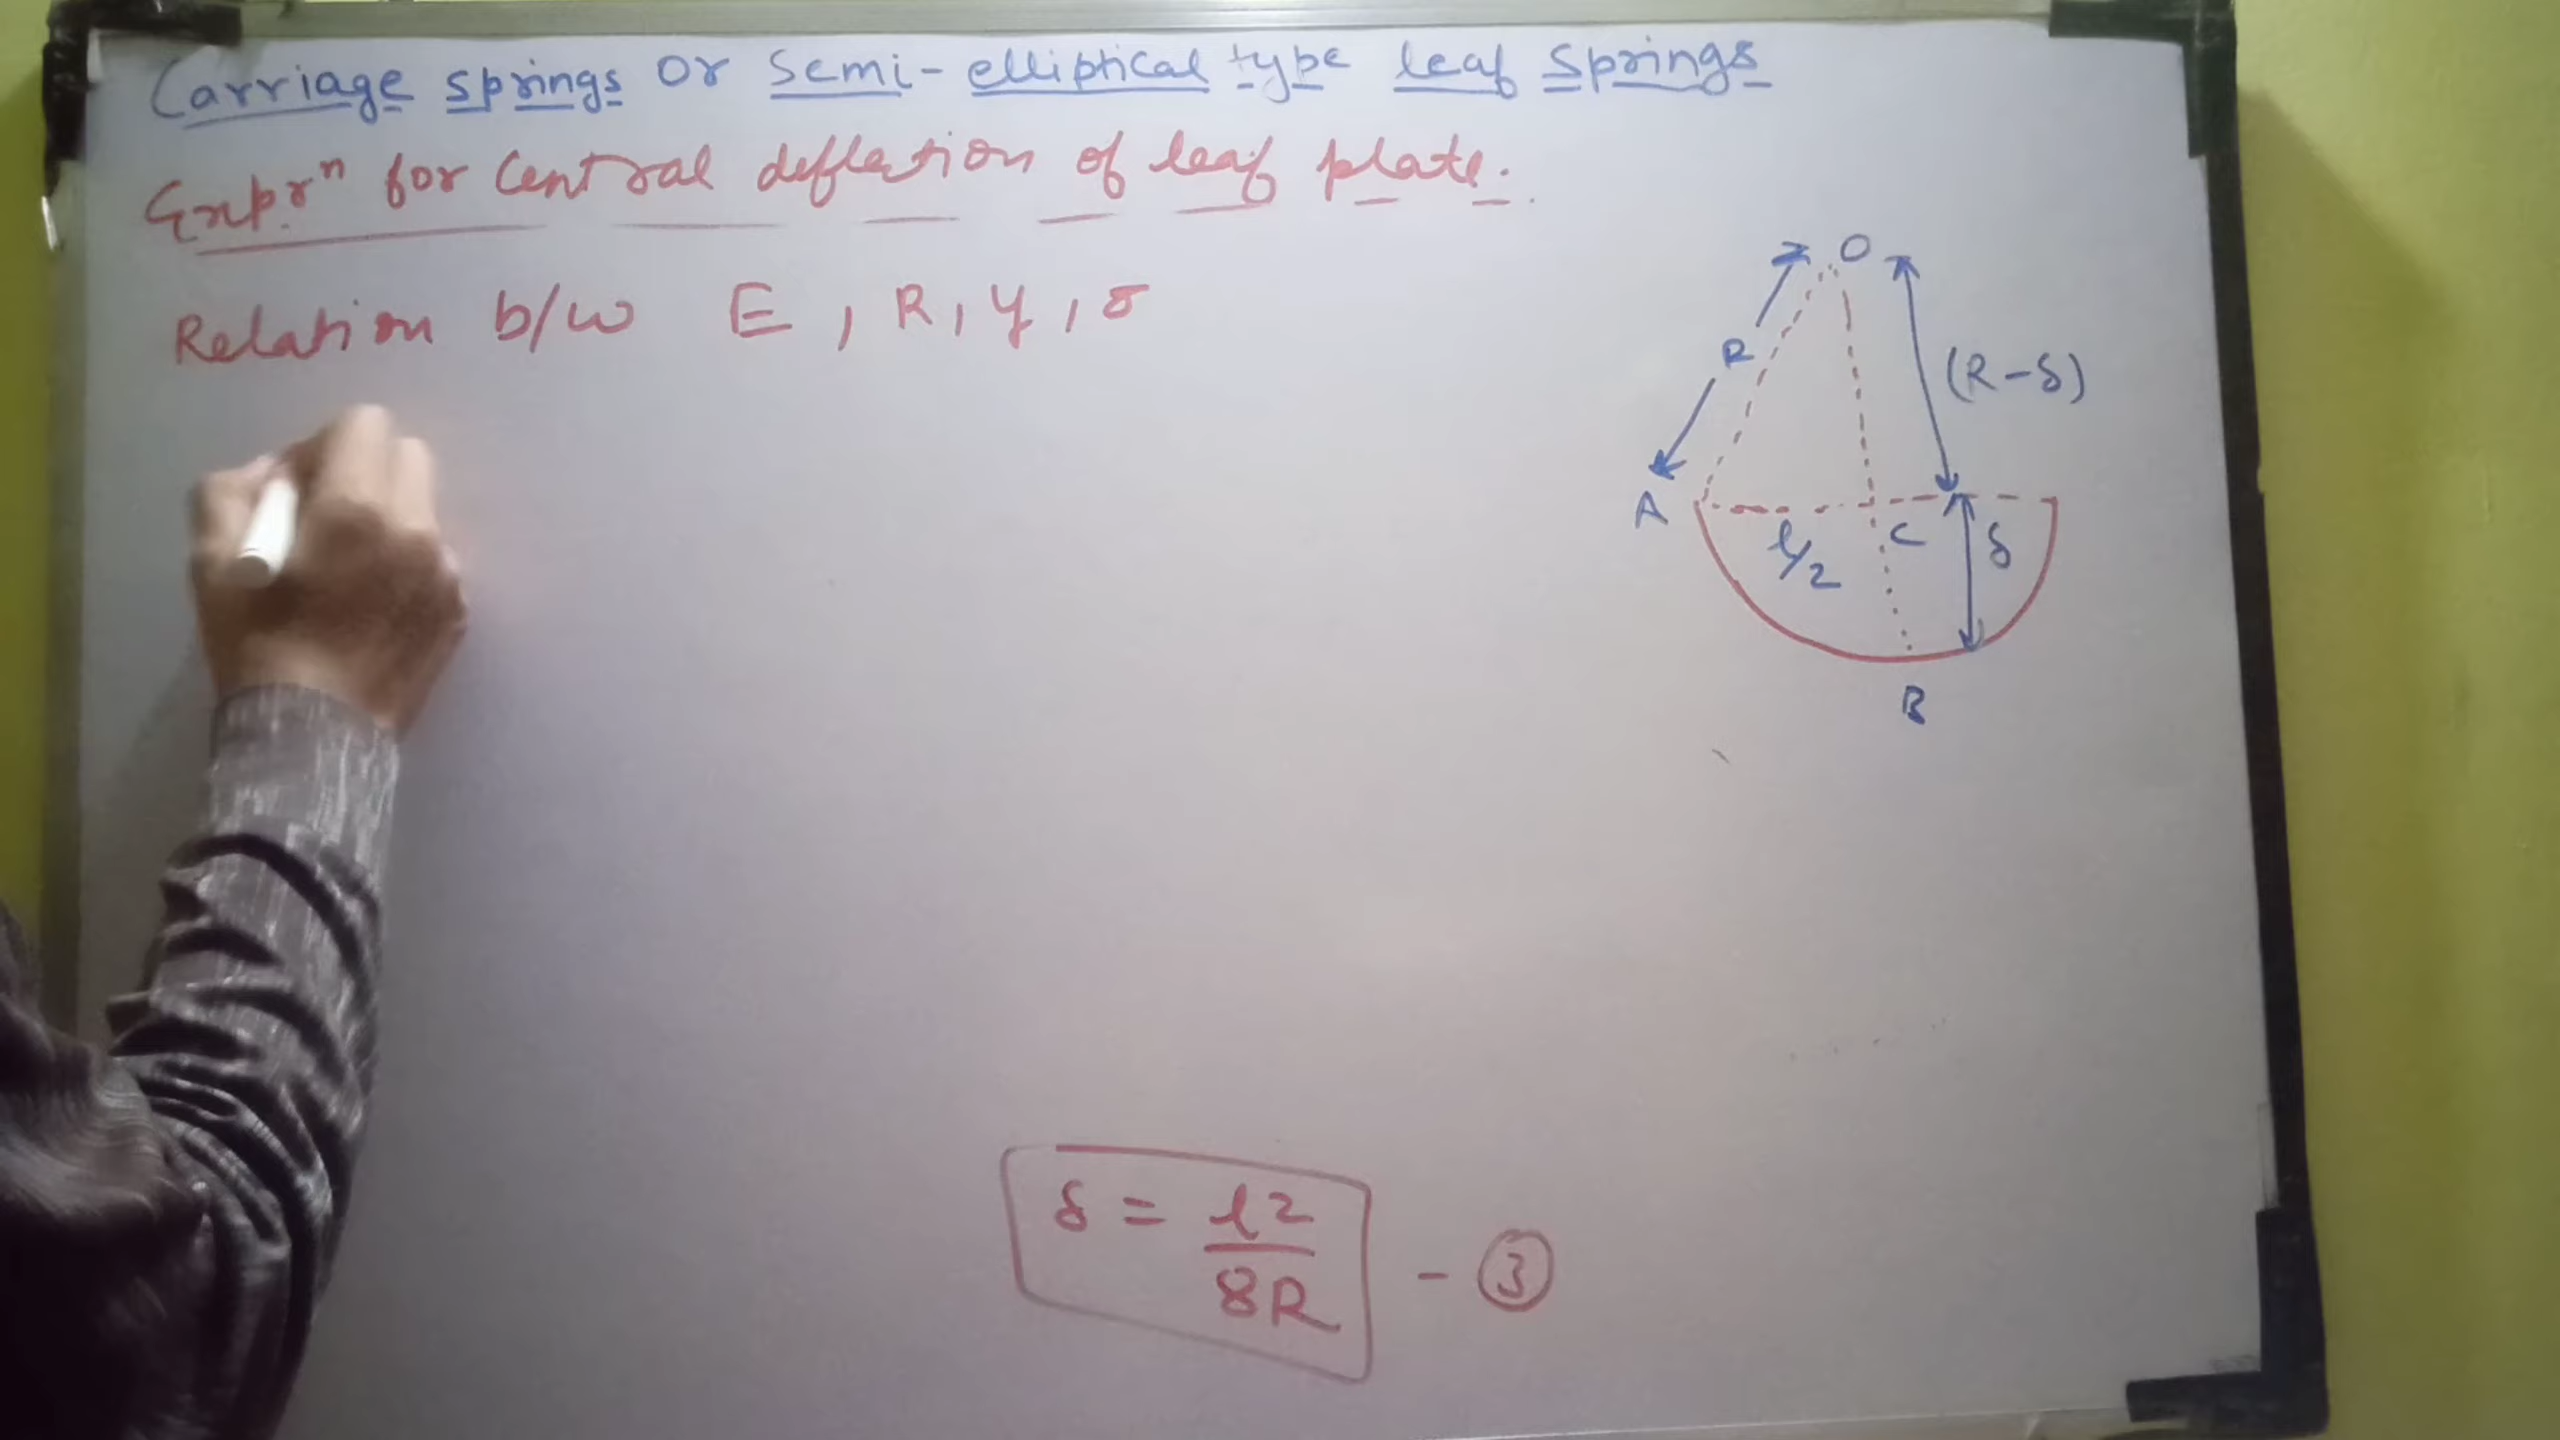 Carriage springs or semi-elliptical type leaf springs
Expr^n for Central deflection of leaf plate.
Relation b/w E, R, y, σ
O
R
(R-δ)
A
l/2
C
δ
B
δ = l2
8R
- ③